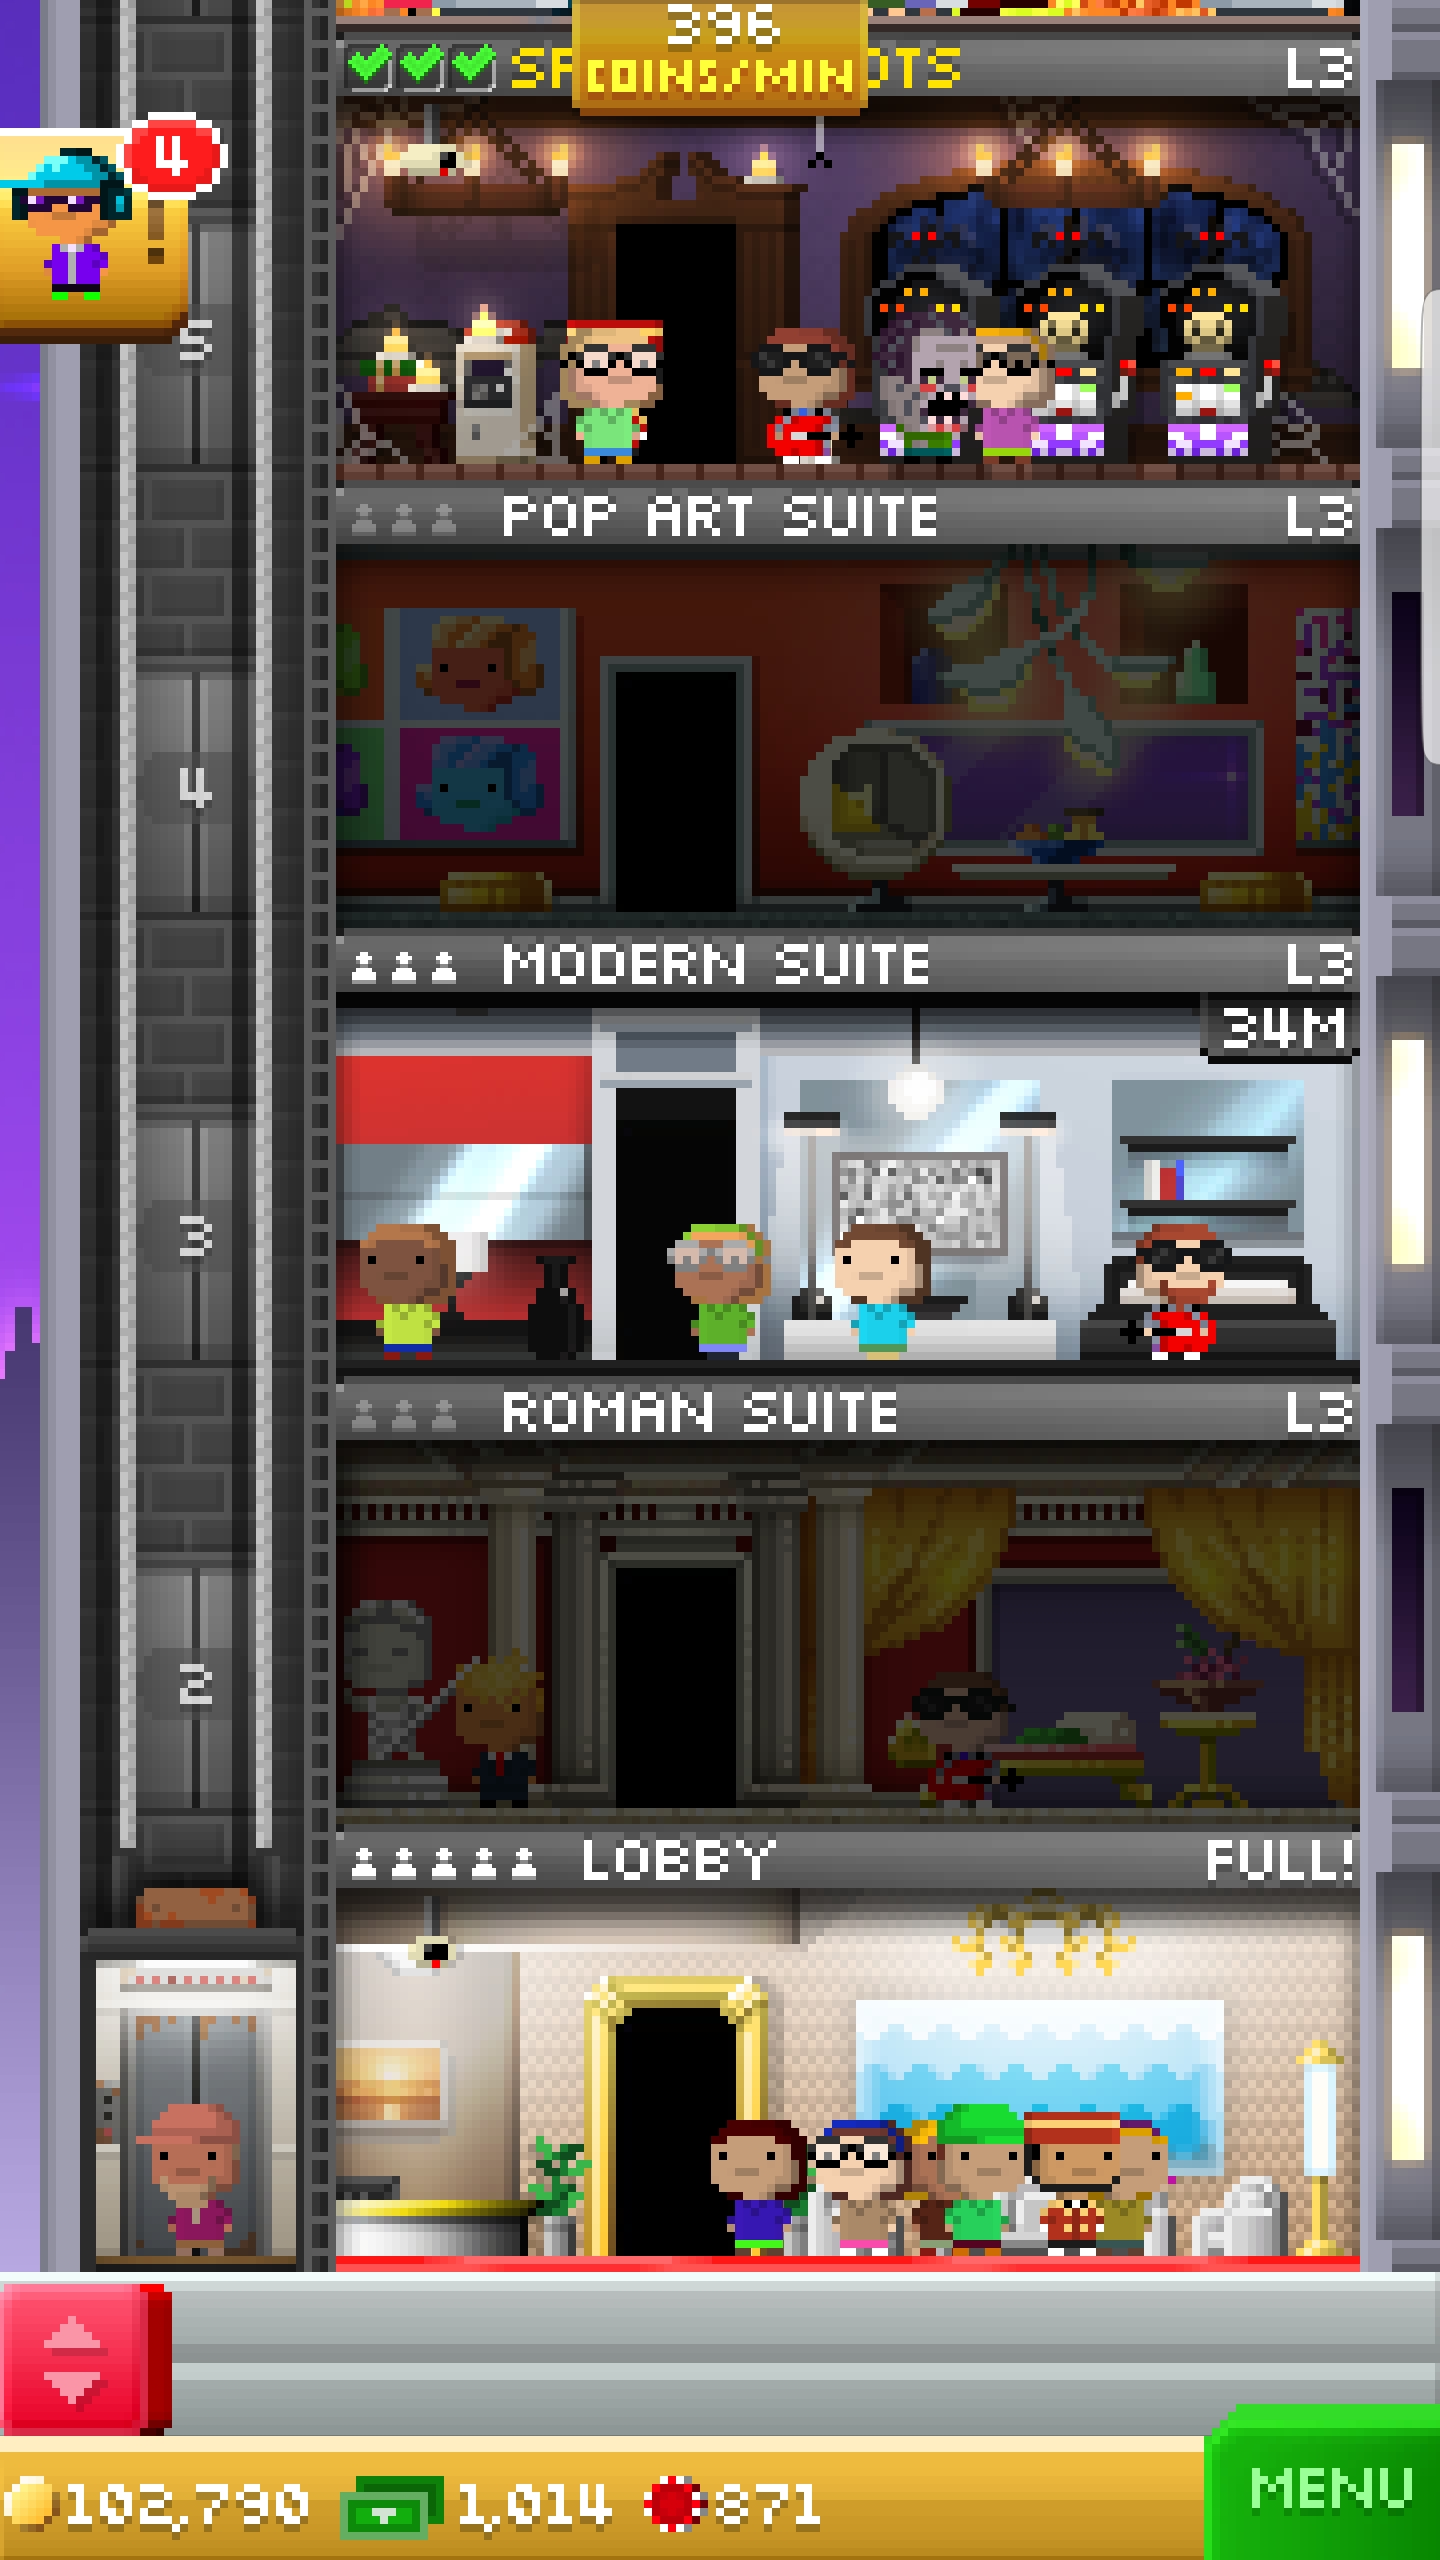 396
COINS/MIN
L3
4
5
POP ART SUITE L3
4
MODERN SUITE L3
34M
3
ROMAN SUITE L3
2
LOBBY FULL!
102,790 1,014 871
MENU